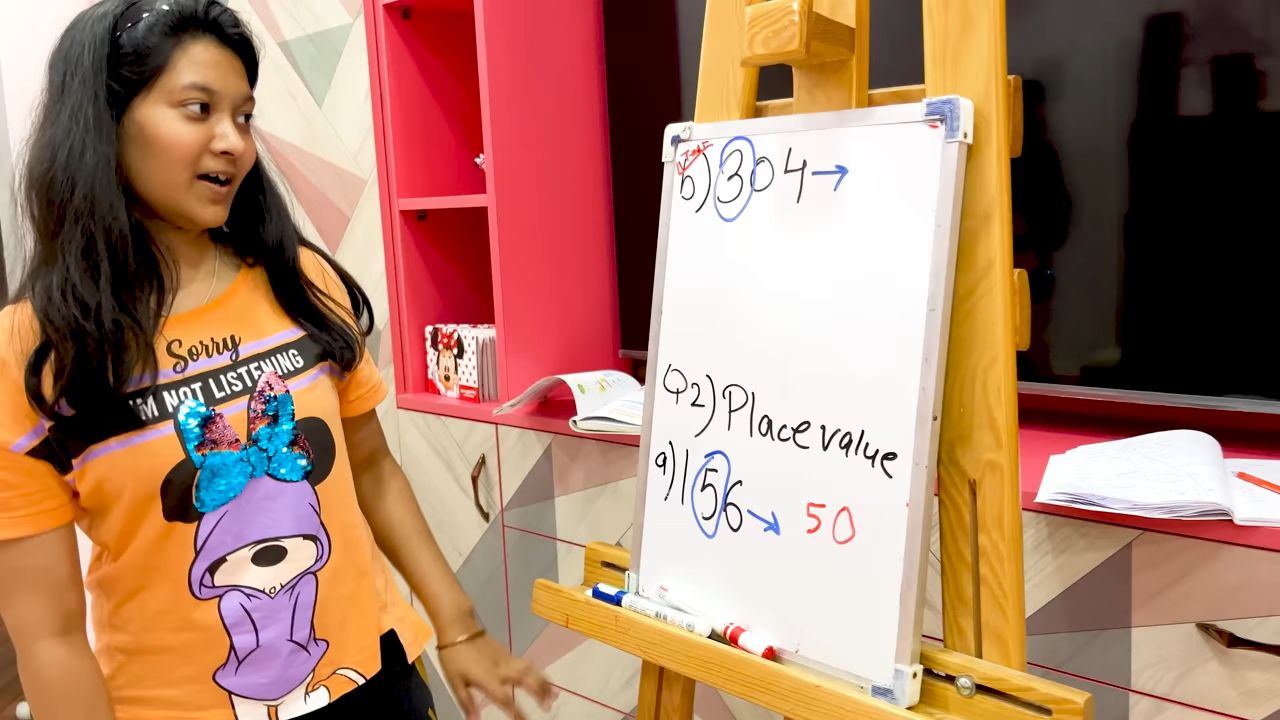 Sorry
I'M NOT LISTENING
b) 304 →
Q2) Place value
a) 156 → 50